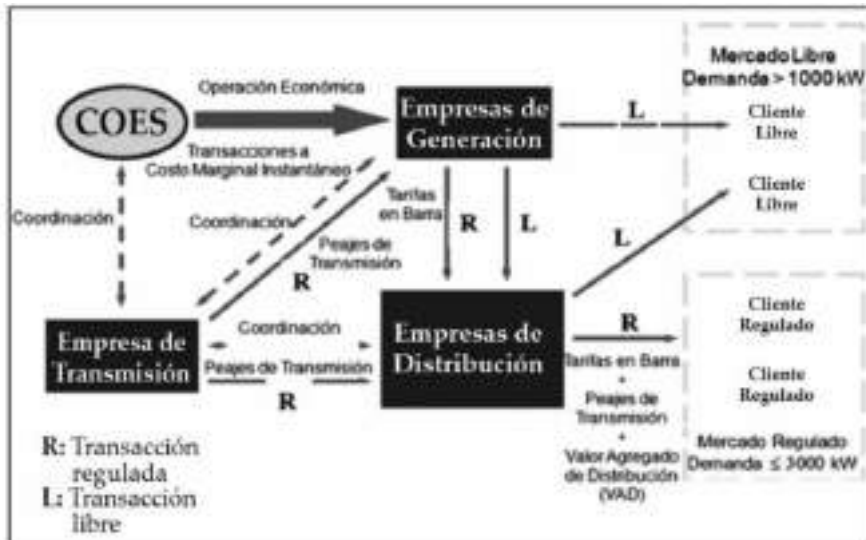 Operación Económica
COES
Transacciones a
Costo Marginal Instantáneo
Empresas de
Generación
L
Mercado Libre
Demanda > 1000 kW
Cliente
Libre
Cliente
Libre
L
Coordinación
Coordinación
R
Peajes de
Transmisión
Tarifas
en Barra
R
L
Empresa de
Transmisión
Coordinación
Peajes de Transmisión
R
Empresas de
Distribución
R
Tarifas en Barra
+
Peajes de
Transmisión
+
Valor Agregado
de Distribución
(VAD)
Cliente
Regulado
Cliente
Regulado
Mercado Regulado
Demanda ≤
kW
R: Transacción
regulada
L: Transacción
libre